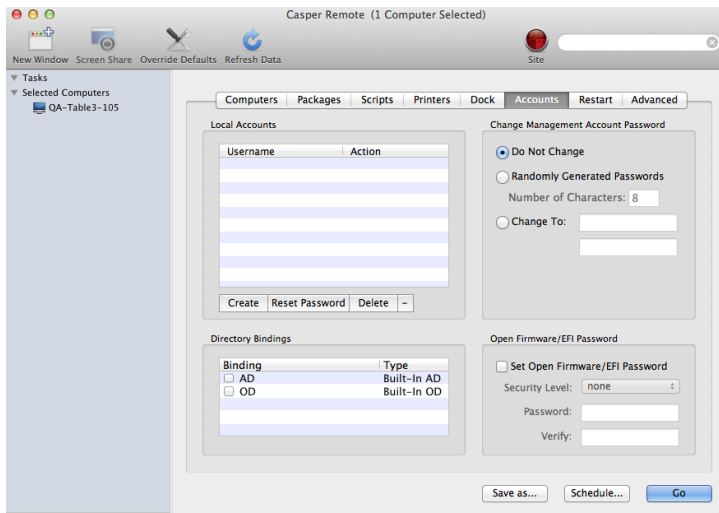 Casper Remote (1 Computer Selected)
New Window Screen Share Override Defaults Refresh Data Site
Tasks
Selected Computers
QA-Table3-105
Computers Packages Scripts Printers Dock Accounts Restart Advanced
Local Accounts
Username Action
Create Reset Password Delete –
Change Management Account Password
Do Not Change
Randomly Generated Passwords
Number of Characters: 8
Change To:
Directory Bindings
Binding Type
AD Built-In AD
OD Built-In OD
Open Firmware/EFI Password
Set Open Firmware/EFI Password
Security Level: none
Password:
Verify:
Save as... Schedule... Go